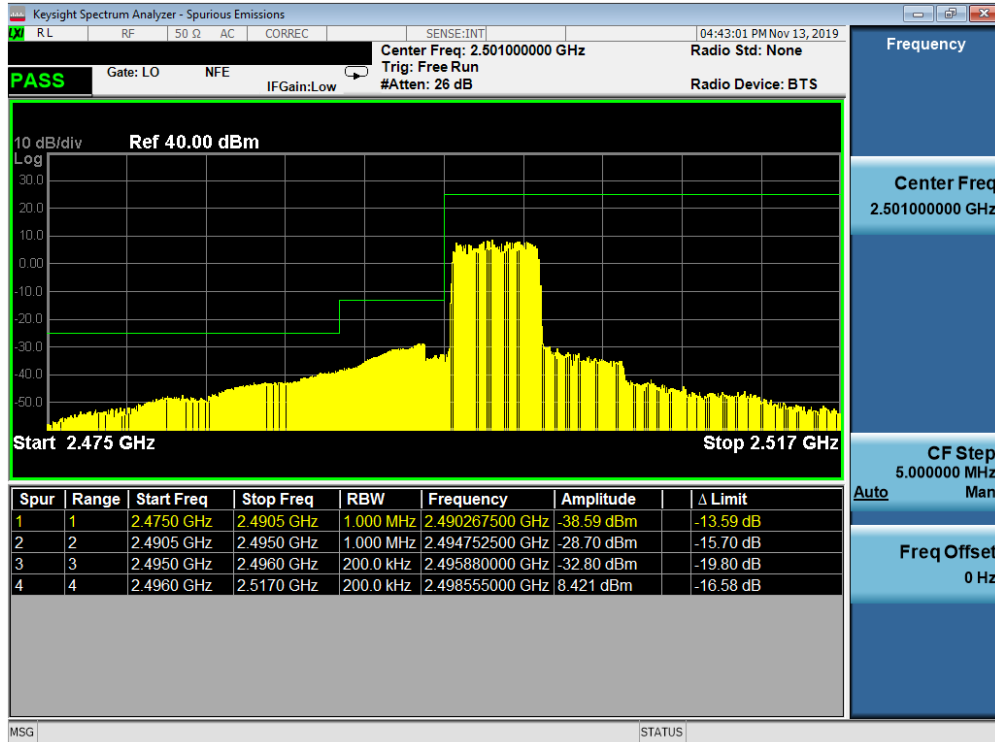 Keysight Spectrum Analyzer - Spurious Emissions
LXI RL RF 50 Ω AC CORREC SENSE:INT 04:43:01 PM Nov 13, 2019
Center Freq: 2.501000000 GHz Radio Std: None
PASS Gate: LO NFE Trig: Free Run
IFGain:Low #Atten: 26 dB Radio Device: BTS
10 dB/div Ref 40.00 dBm
Log
30.0
20.0
10.0
0.00
-10.0
-20.0
-30.0
-40.0
-50.0
Start 2.475 GHz Stop 2.517 GHz
Spur Range Start Freq Stop Freq RBW Frequency Amplitude Δ Limit
1 1 2.4750 GHz 2.4905 GHz 1.000 MHz 2.490267500 GHz -38.59 dBm -13.59 dB
2 2 2.4905 GHz 2.4950 GHz 1.000 MHz 2.494752500 GHz -28.70 dBm -15.70 dB
3 3 2.4950 GHz 2.4960 GHz 200.0 kHz 2.495880000 GHz -32.80 dBm -19.80 dB
4 4 2.4960 GHz 2.5170 GHz 200.0 kHz 2.498555000 GHz 8.421 dBm -16.58 dB
Frequency
Center Freq
2.501000000 GHz
CF Step
5.000000 MHz
Auto Man
Freq Offset
0 Hz
MSG STATUS